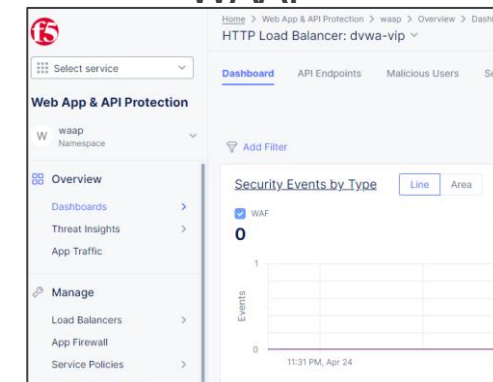 WAAP
Home > Web App & API Protection > waap > Overview >
HTTP Load Balancer: dvwa-vip
f5
Select service
Web App & API Protection
W waap
Namespace
Overview
Dashboards
Threat Insights
App Traffic
Manage
Load Balancers
App Firewall
Service Policies
Dashboard API Endpoints Malicious Users
Add Filter
Security Events by Type Line Area
WAF
0
1
Events
0
11:31 PM, Apr 24